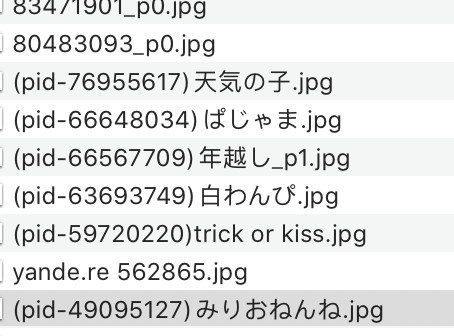 83471901_p0.jpg
80483093_p0.jpg
(pid-76955617)天気の子.jpg
(pid-66648034)ぱじゃま.jpg
(pid-66567709)年越し_p1.jpg
(pid-63693749)白わんぴ.jpg
(pid-59720220)trick or kiss.jpg
yande.re 562865.jpg
(pid-49095127)みりおねんね.jpg